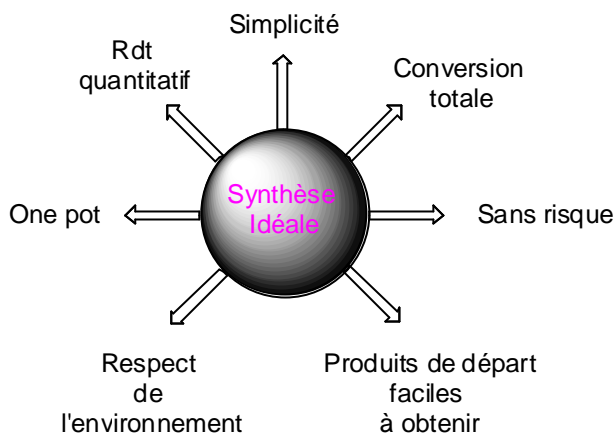 Simplicité
Rdt
quantitatif
Conversion
totale
Synthèse
Idéale
One pot
Sans risque
Respect
de
l'environnement
Produits de départ
faciles
à obtenir